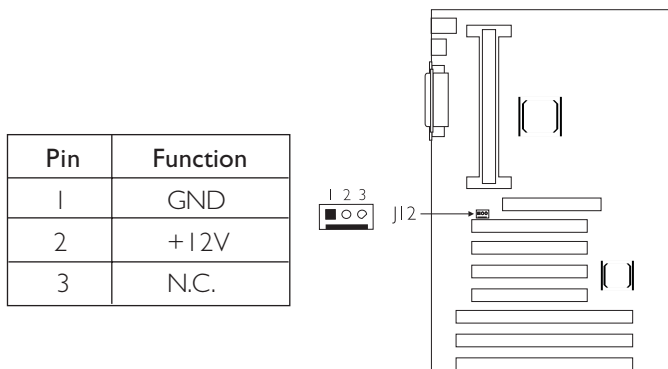 Pin Function
1 GND
2 +12V
3 N.C.
1 2 3
J12